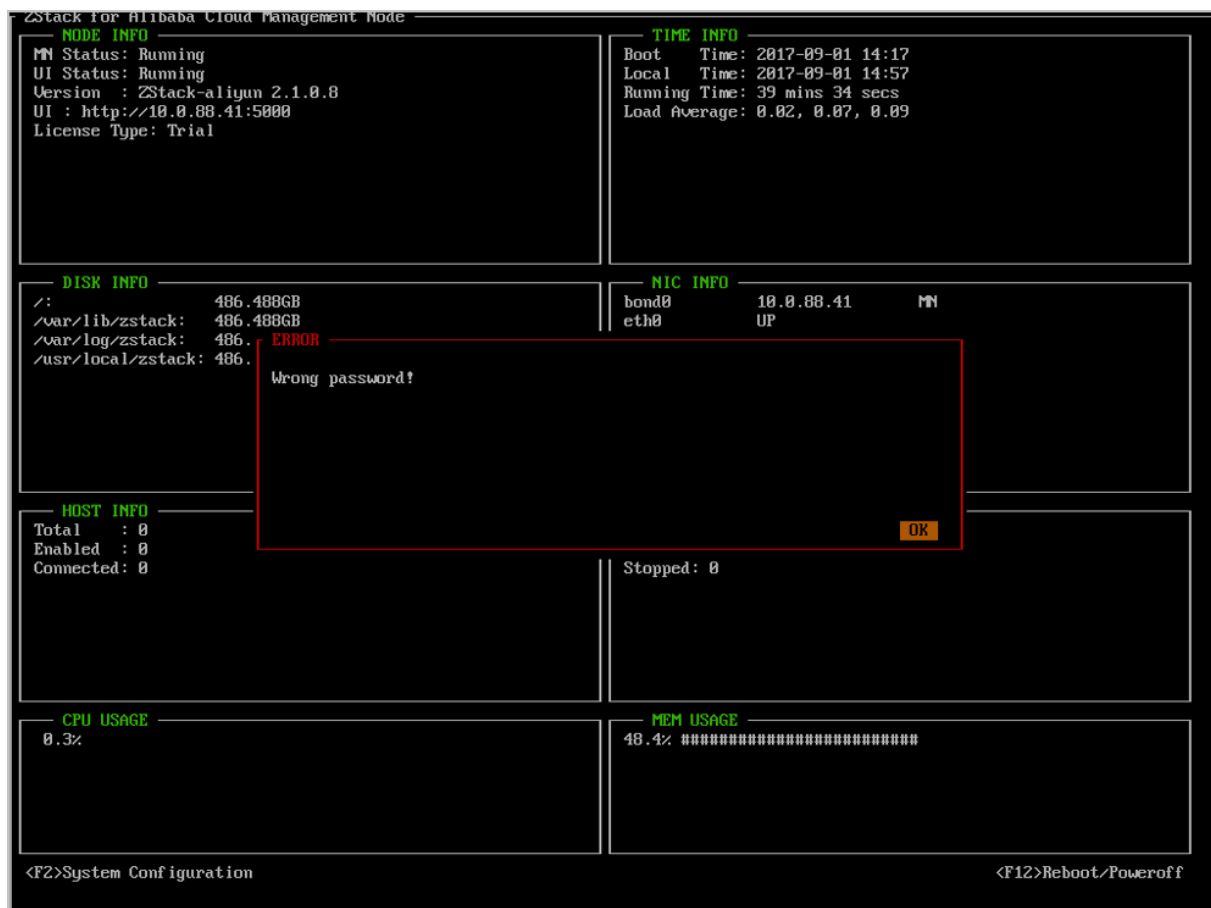 ZStack for Alibaba Cloud Management Node
NODE INFO
MN Status: Running
UI Status: Running
Version : ZStack-aliyun 2.1.0.8
UI : http://10.0.88.41:5000
License Type: Trial
TIME INFO
Boot Time: 2017-09-01 14:17
Local Time: 2017-09-01 14:57
Running Time: 39 mins 34 secs
Load Average: 0.02, 0.07, 0.09
DISK INFO
/: 486.488GB
/var/lib/zstack: 486.488GB
/var/log/zstack: 486.
/usr/local/zstack: 486.
NIC INFO
bond0 10.0.88.41 MN
eth0 UP
ERROR
Wrong password!
OK
HOST INFO
Total : 0
Enabled : 0
Connected: 0
Stopped: 0
CPU USAGE
0.3%
MEM USAGE
48.4% #########################
<F2>System Configuration
<F12>Reboot/Poweroff